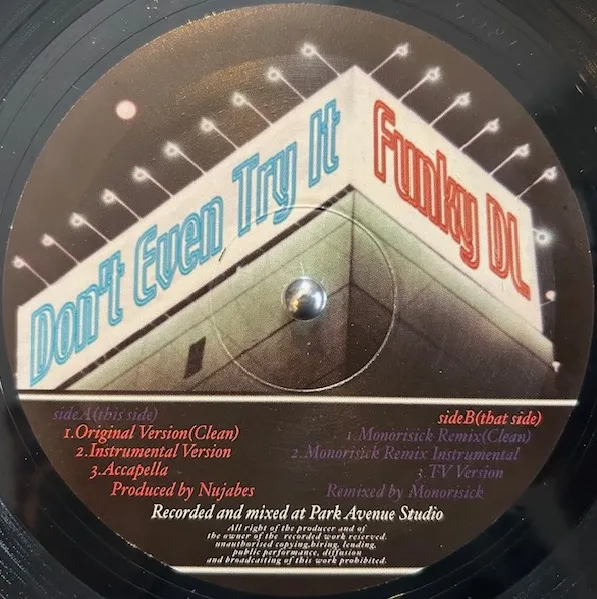 Don't Even Try It
Funky DL
sideA(this side)
1.Original Version(Clean)
2.Instrumental Version
3.Accapella
Produced by Nujabes
sideB(that side)
1.Monorisick Remix(Clean)
2.Monorisick Remix Instrumental
3.TV Version
Remixed by Monorisick
Recorded and mixed at Park Avenue Studio
All right of the producer and of
the owner of the recorded work reserved.
unauthorised copying,hiring, lending,
public performance, diffusion
and broadcasting of this work prohibited.